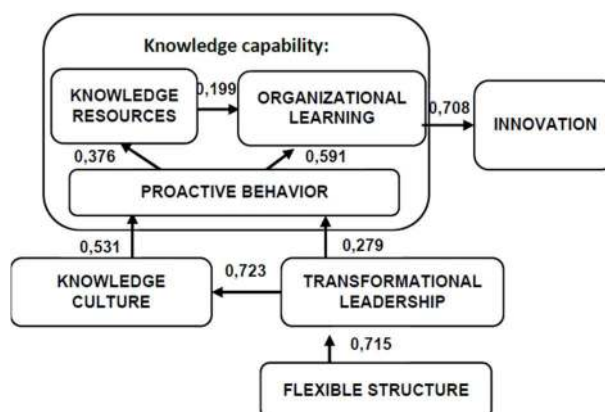 Knowledge capability:
KNOWLEDGE
RESOURCES
0,199
ORGANIZATIONAL
LEARNING
0,708
INNOVATION
0,376
0,591
PROACTIVE BEHAVIOR
0,531
0,279
KNOWLEDGE
CULTURE
0,723
TRANSFORMATIONAL
LEADERSHIP
0,715
FLEXIBLE STRUCTURE